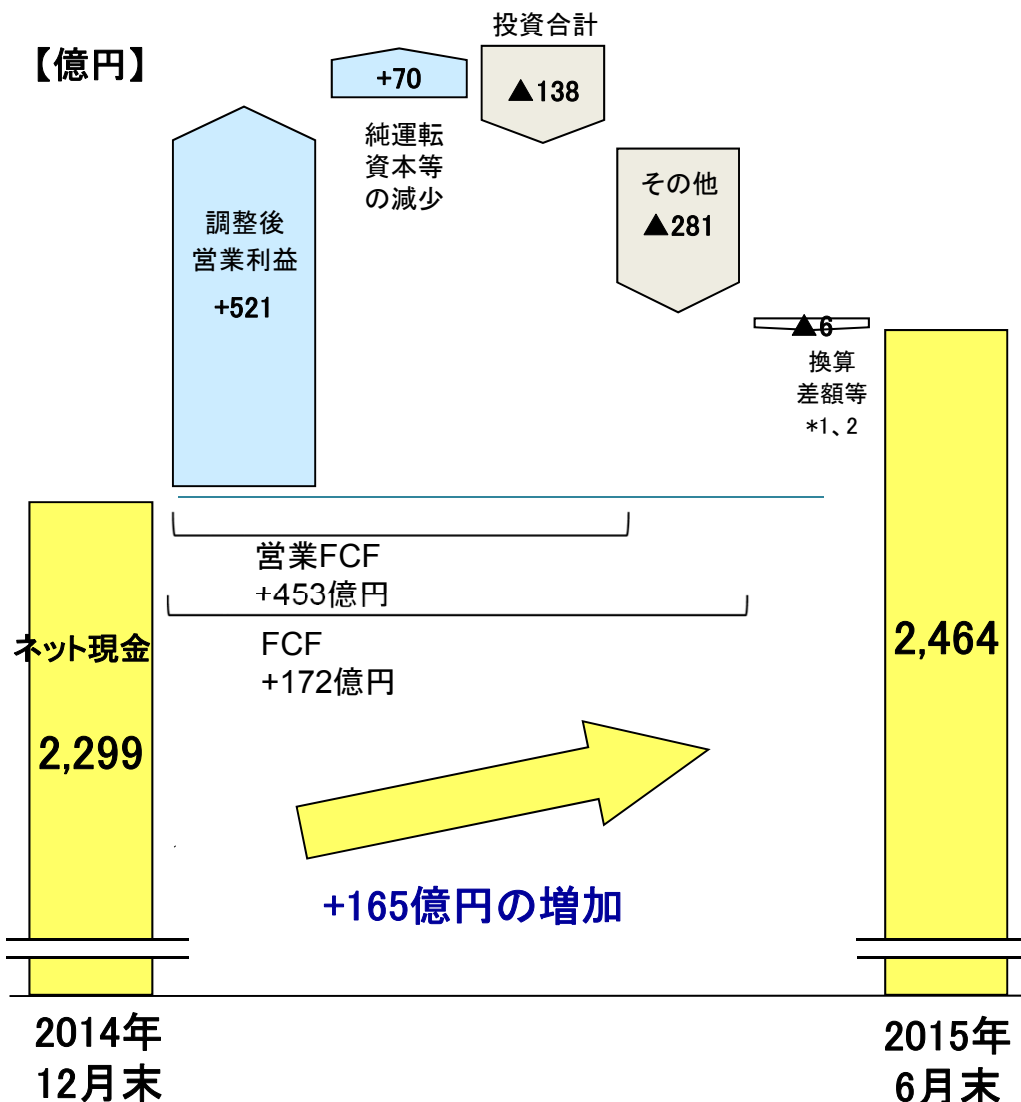 【億円】
投資合計
+70
▲138
純運転
資本等
の減少
その他
▲281
調整後
営業利益
+521
▲6
換算
差額等
*1、2
営業FCF
+453億円
FCF
+172億円
ネット現金
2,299
2,464
+165億円の増加
2014年
12月末
2015年
6月末